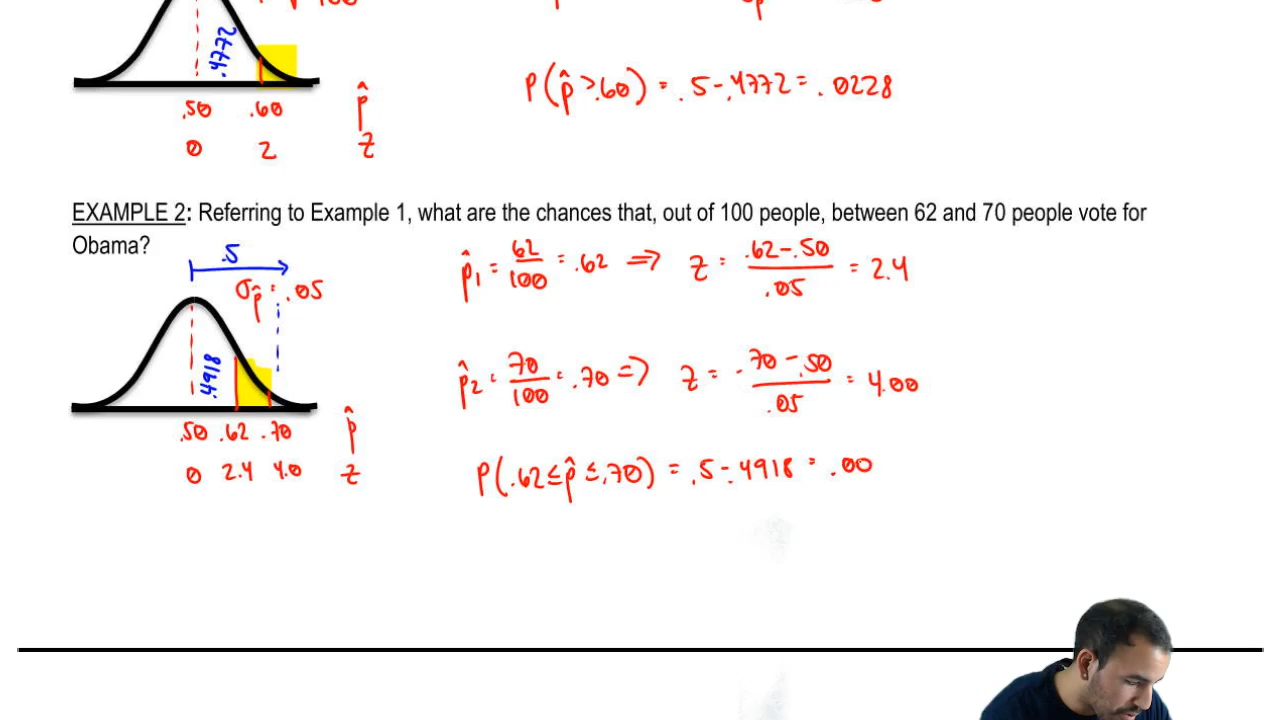 100
.4772
P(p̂ > .60) = .5 - .4772 = .0228
.50 .60 p̂
0 2 z
EXAMPLE 2: Referring to Example 1, what are the chances that, out of 100 people, between 62 and 70 people vote for
Obama?
.5
σp̂ = .05
p̂1 = 62/100 = .62 ⇒ z = .62-.50/.05 = 2.4
.4918
p̂2 = 70/100 = .70 ⇒ z = .70-.50/.05 = 4.00
.50 .62 .70 p̂
0 2.4 4.0 z
P(.62 ≤ p̂ ≤ .70) = .5 - .4918 = .00